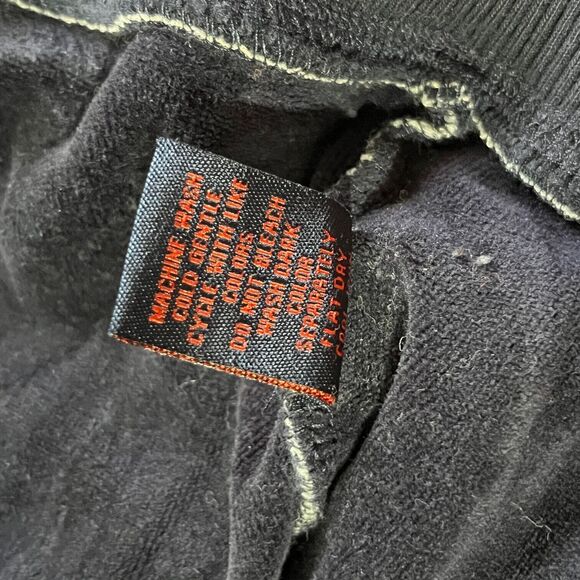 MACHINE WASH
COLD GENTLE
CYCLE WITH LIKE
COLORS
DO NOT BLEACH
WASH DARK
COLOR
SEPARATELY
FLAT DRY